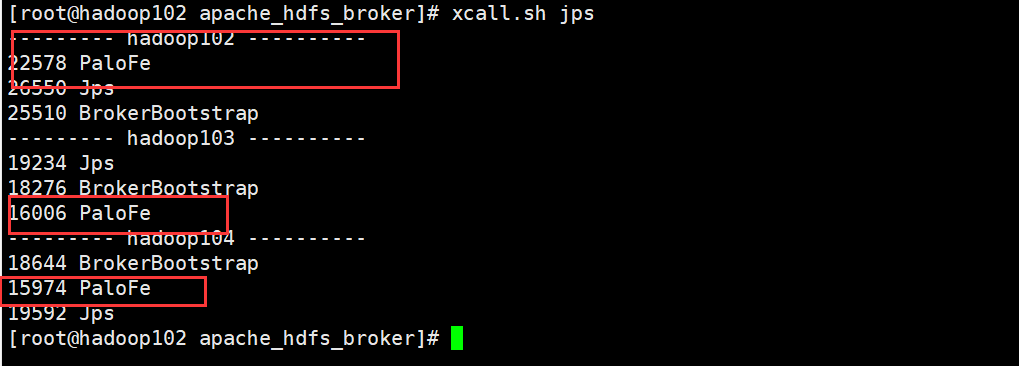 [root@hadoop102 apache_hdfs_broker]# xcall.sh jps
--------- hadoop102 ----------
22578 PaloFe
26550 Jps
25510 BrokerBootstrap
--------- hadoop103 ----------
19234 Jps
18276 BrokerBootstrap
16006 PaloFe
--------- hadoop104 ----------
18644 BrokerBootstrap
15974 PaloFe
19592 Jps
[root@hadoop102 apache_hdfs_broker]#